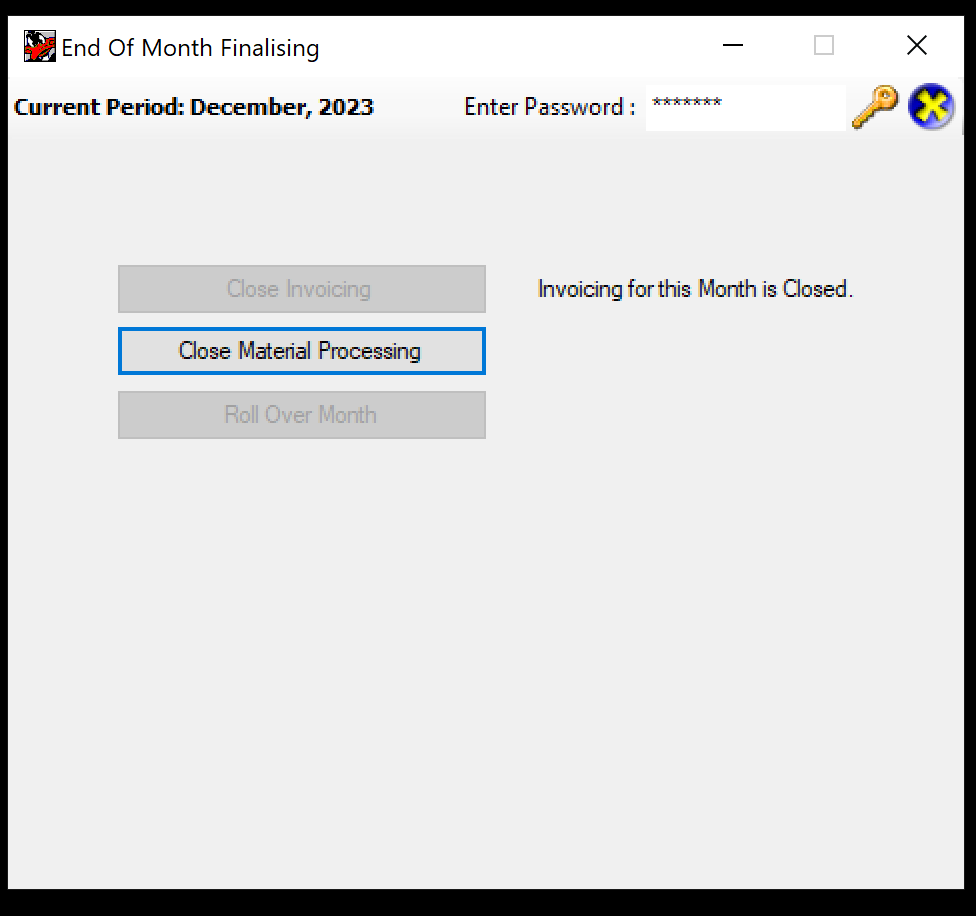 End Of Month Finalising
Current Period: December, 2023 Enter Password : *******
Close Invoicing Invoicing for this Month is Closed.
Close Material Processing
Roll Over Month